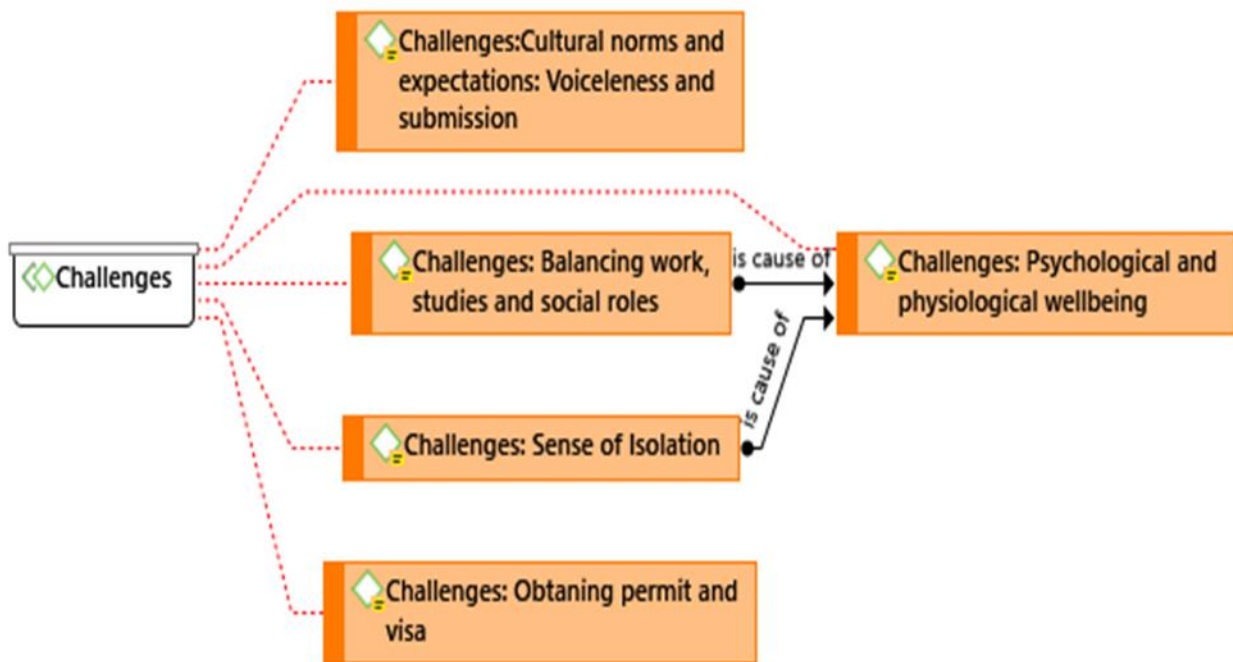 Challenges:Cultural norms and
expectations: Voiceleness and
submission
Challenges
Challenges: Balancing work,
studies and social roles
is cause of
Challenges: Psychological and
physiological wellbeing
is cause of
Challenges: Sense of Isolation
Challenges: Obtaning permit and
visa